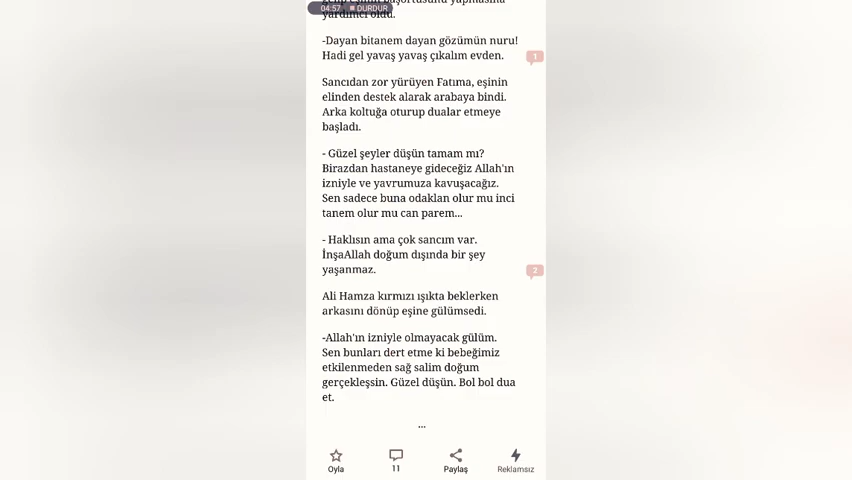 04:57 DURDUR
yardımcı oldu.
-Dayan bitanem dayan gözümün nuru!
Hadi gel yavaş yavaş çıkalım evden.
1
Sancıdan zor yürüyen Fatıma, eşinin
elinden destek alarak arabaya bindi.
Arka koltuğa oturup dualar etmeye
başladı.
- Güzel şeyler düşün tamam mı?
Birazdan hastaneye gideceğiz Allah'ın
izniyle ve yavrumuza kavuşacağız.
Sen sadece buna odaklan olur mu inci
tanem olur mu can parem...
- Haklısın ama çok sancım var.
İnşaAllah doğum dışında bir şey
yaşanmaz.
2
Ali Hamza kırmızı ışıkta beklerken
arkasını dönüp eşine gülümsedi.
-Allah'ın izniyle olmayacak gülüm.
Sen bunları dert etme ki bebeğimiz
etkilenmeden sağ salim doğum
gerçekleşsin. Güzel düşün. Bol bol dua
et.
...
Oyla
11
Paylaş
Reklamsız